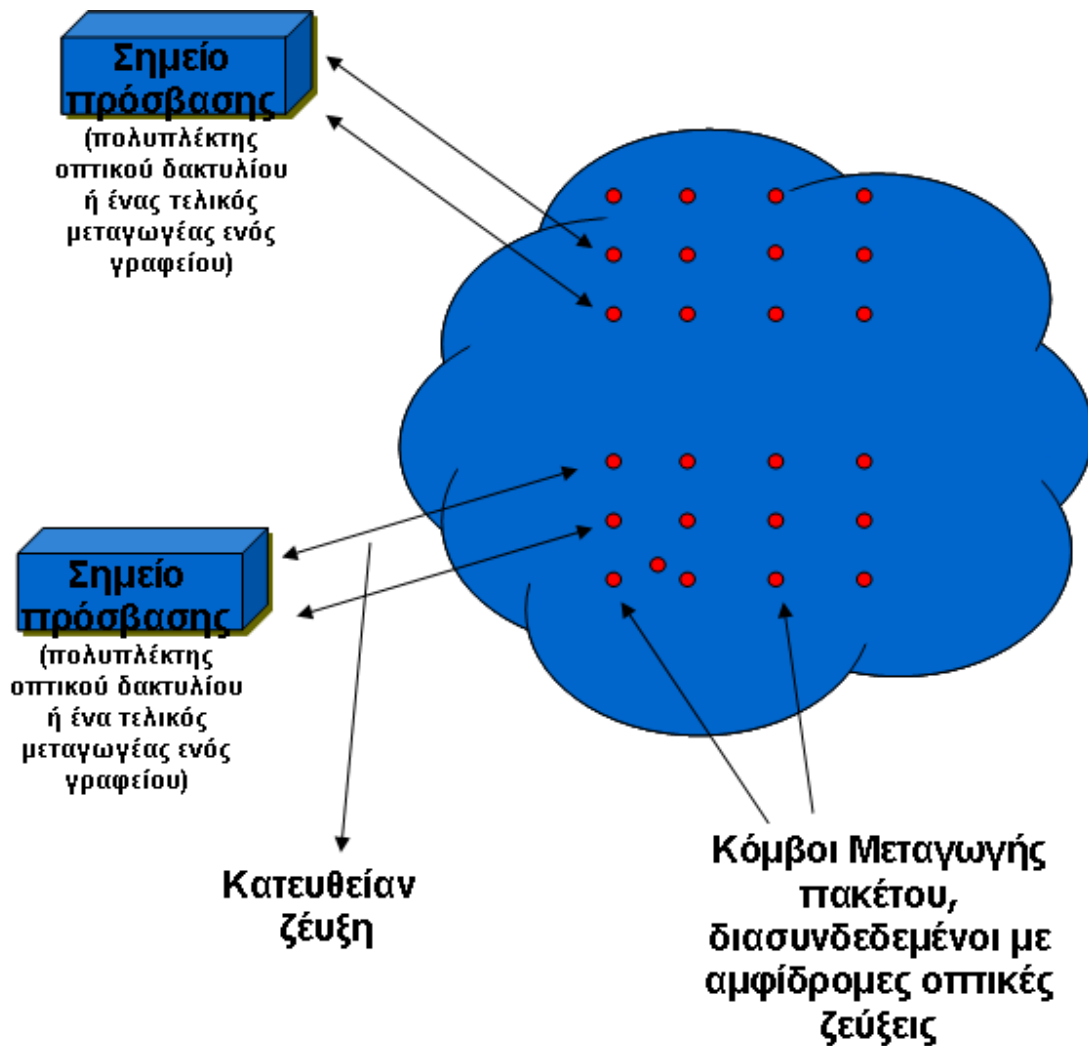 Σημείο
πρόσβασης
(πολυπλέκτης
οπτικού δακτυλίου
ή ένας τελικός
μεταγωγέας ενός
γραφείου)
Σημείο
πρόσβασης
(πολυπλέκτης
οπτικού δακτυλίου
ή ένα τελικός
μεταγωγέας ενός
γραφείου)
Κατευθείαν
ζέυξη
Κόμβοι Μεταγωγής
πακέτου,
διασυνδεδεμένοι με
αμφίδρομες οπτικές
ζεύξεις